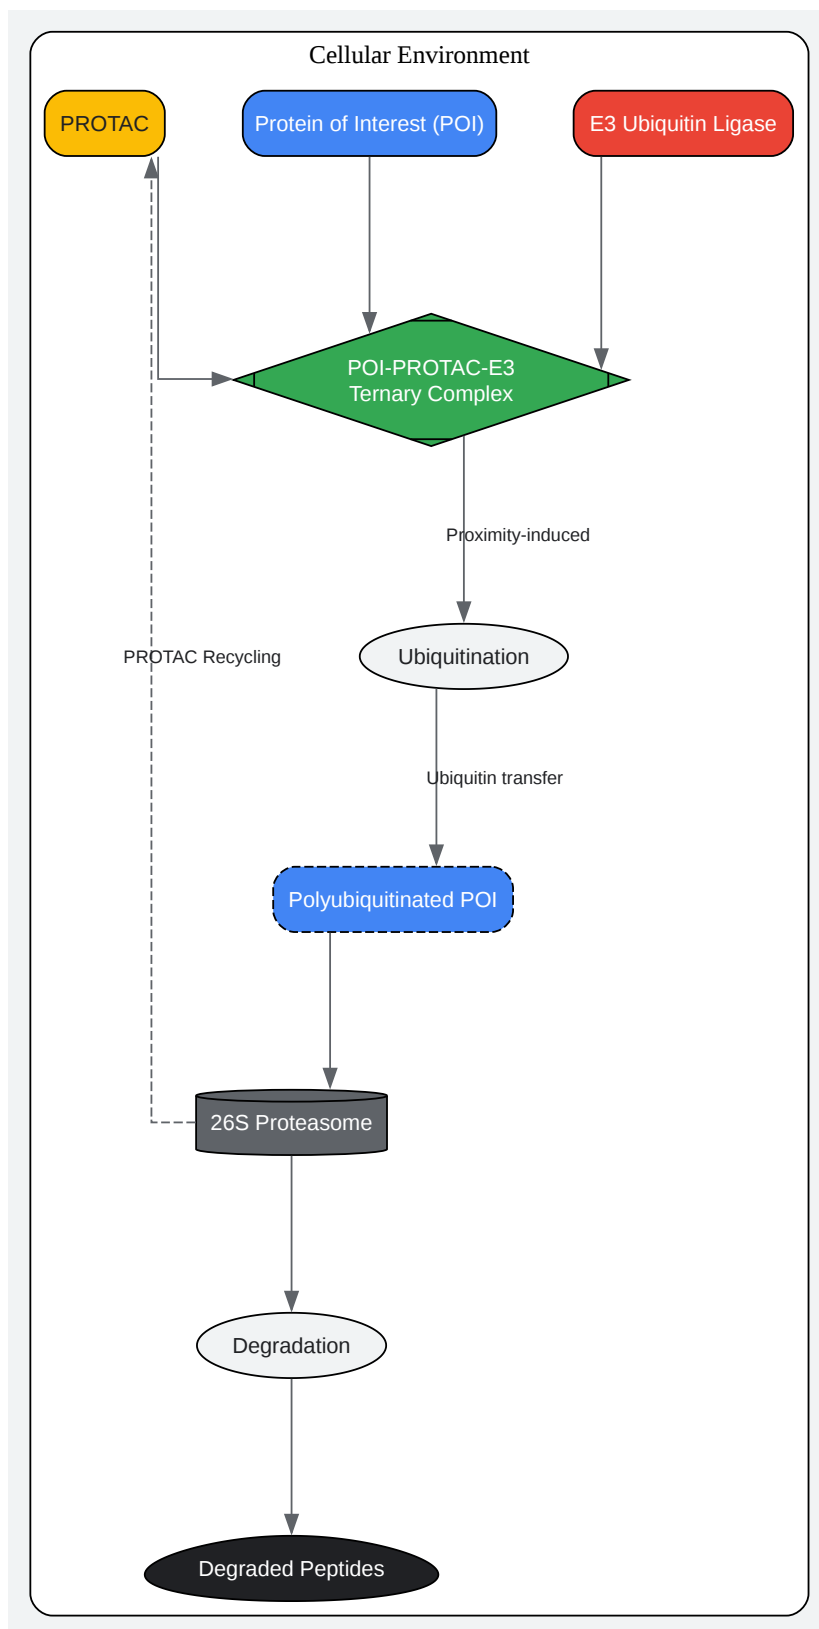 Cellular Environment
PROTAC
Protein of Interest (POI)
E3 Ubiquitin Ligase
POI-PROTAC-E3
Ternary Complex
Proximity-induced
PROTAC Recycling
Ubiquitination
Ubiquitin transfer
Polyubiquitinated POI
26S Proteasome
Degradation
Degraded Peptides